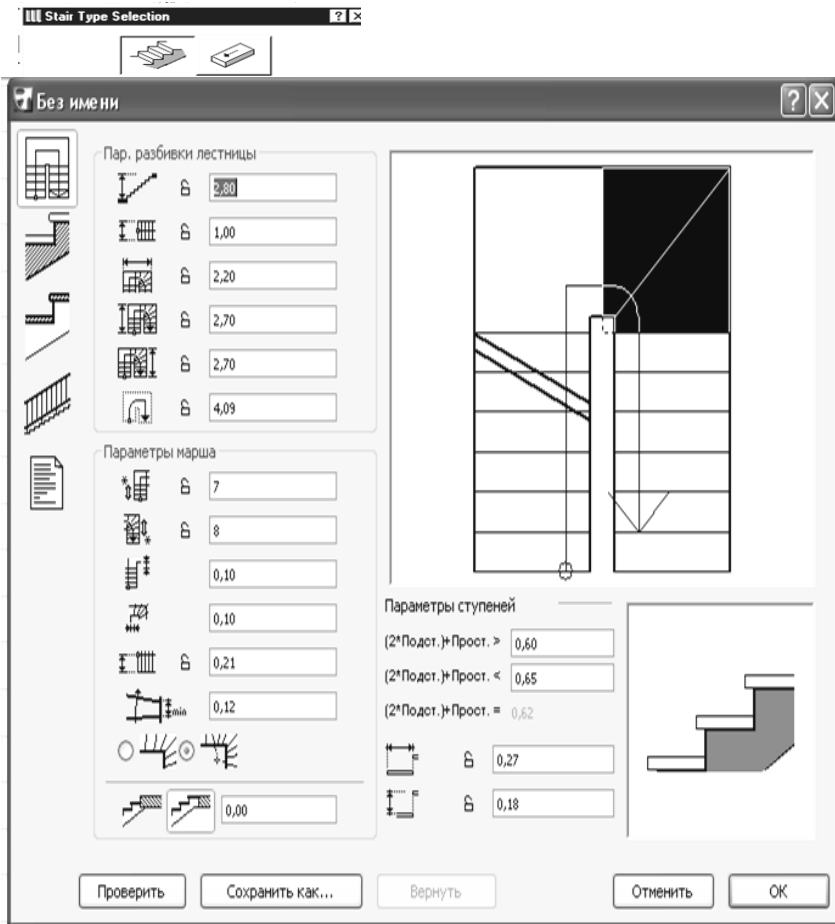 Stair Type Selection
Без имени
Пар. разбивки лестницы
2,80
1,00
2,20
2,70
2,70
4,09
Параметры марша
7
8
0,10
0,10
0,21
min
0,12
0,00
Параметры ступеней
(2*Подст.)+Прост. >
0,60
(2*Подст.)+Прост. <
0,65
(2*Подст.)+Прост. = 0,62
0,27
0,18
Проверить
Сохранить как...
Вернуть
Отменить
OK